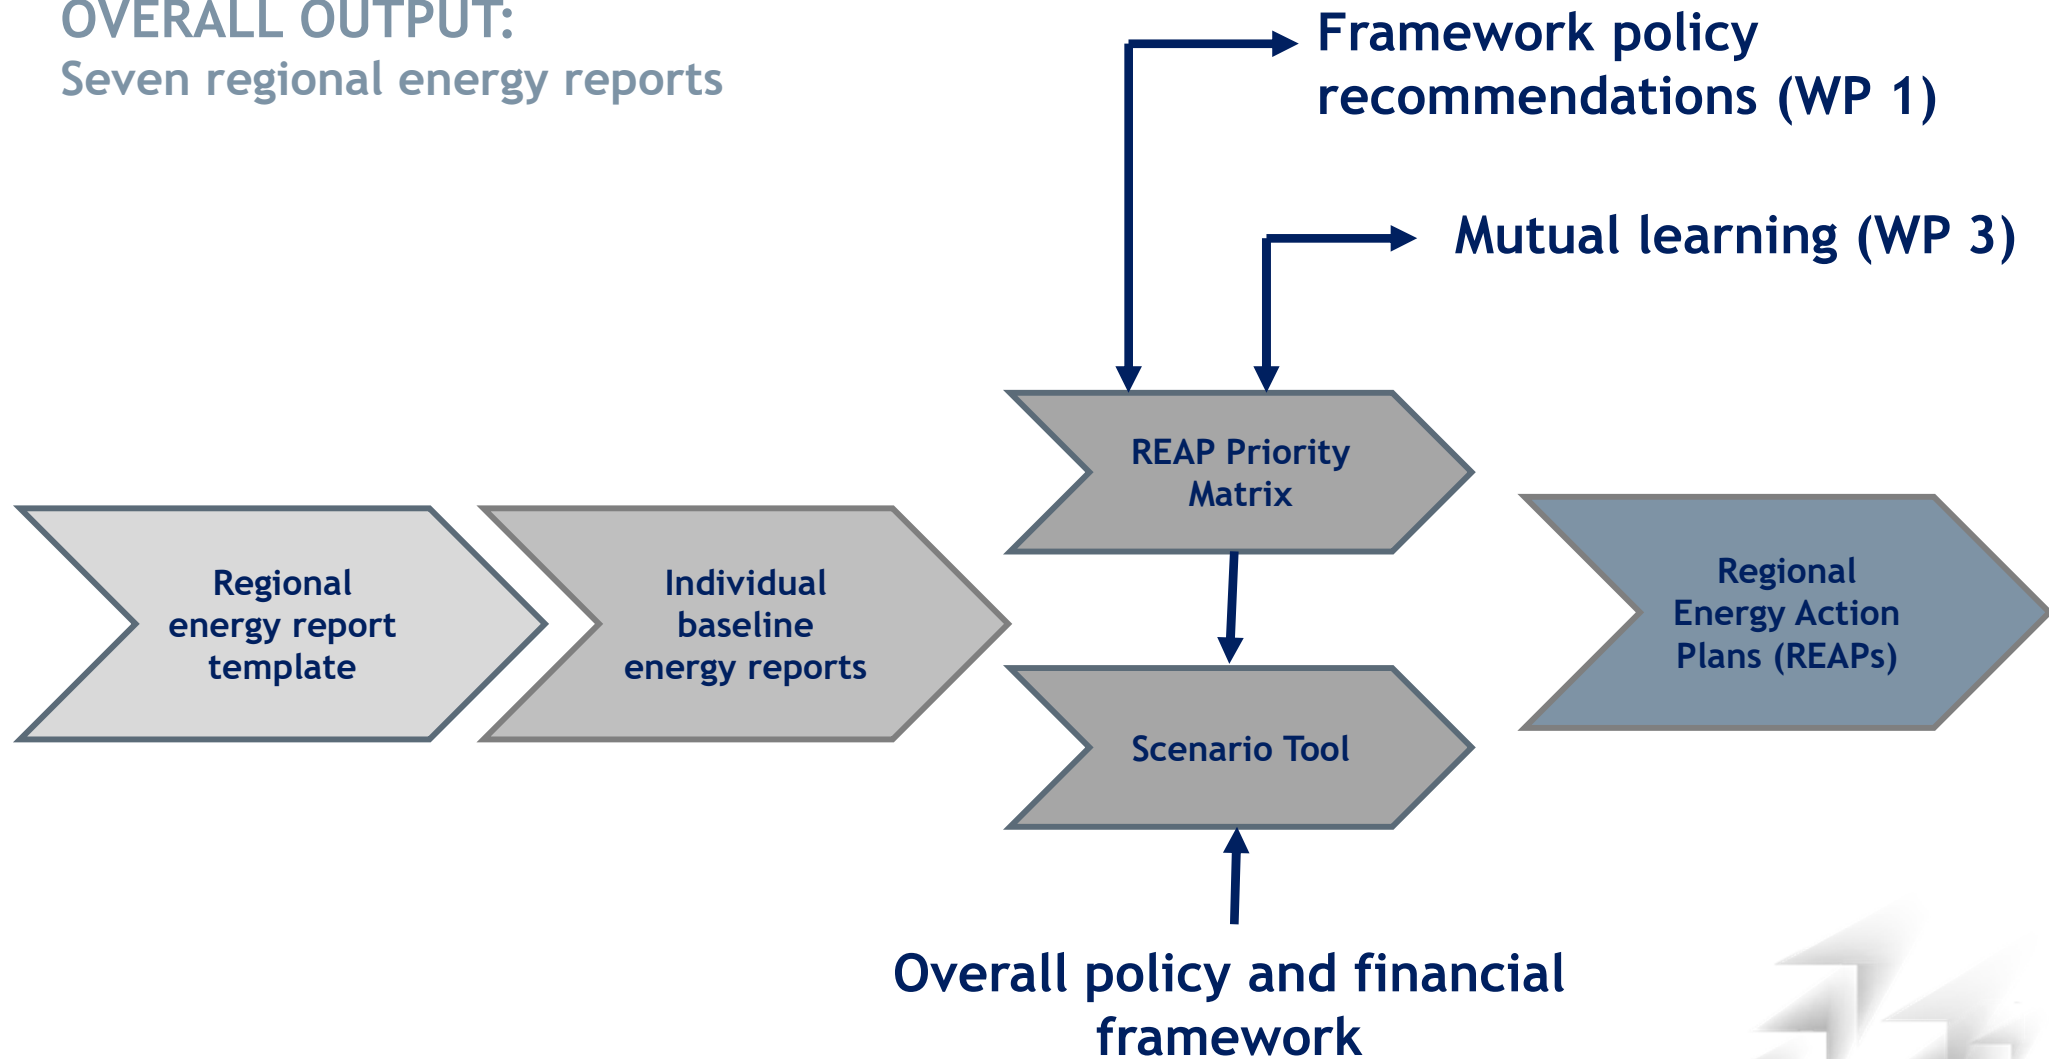 OVERALL OUTPUT:
Seven regional energy reports
Framework policy
recommendations (WP 1)
Mutual learning (WP 3)
REAP Priority
Matrix
Regional
energy report
template
Individual
baseline
energy reports
Scenario Tool
Regional
Energy Action
Plans (REAPs)
Overall policy and financial
framework